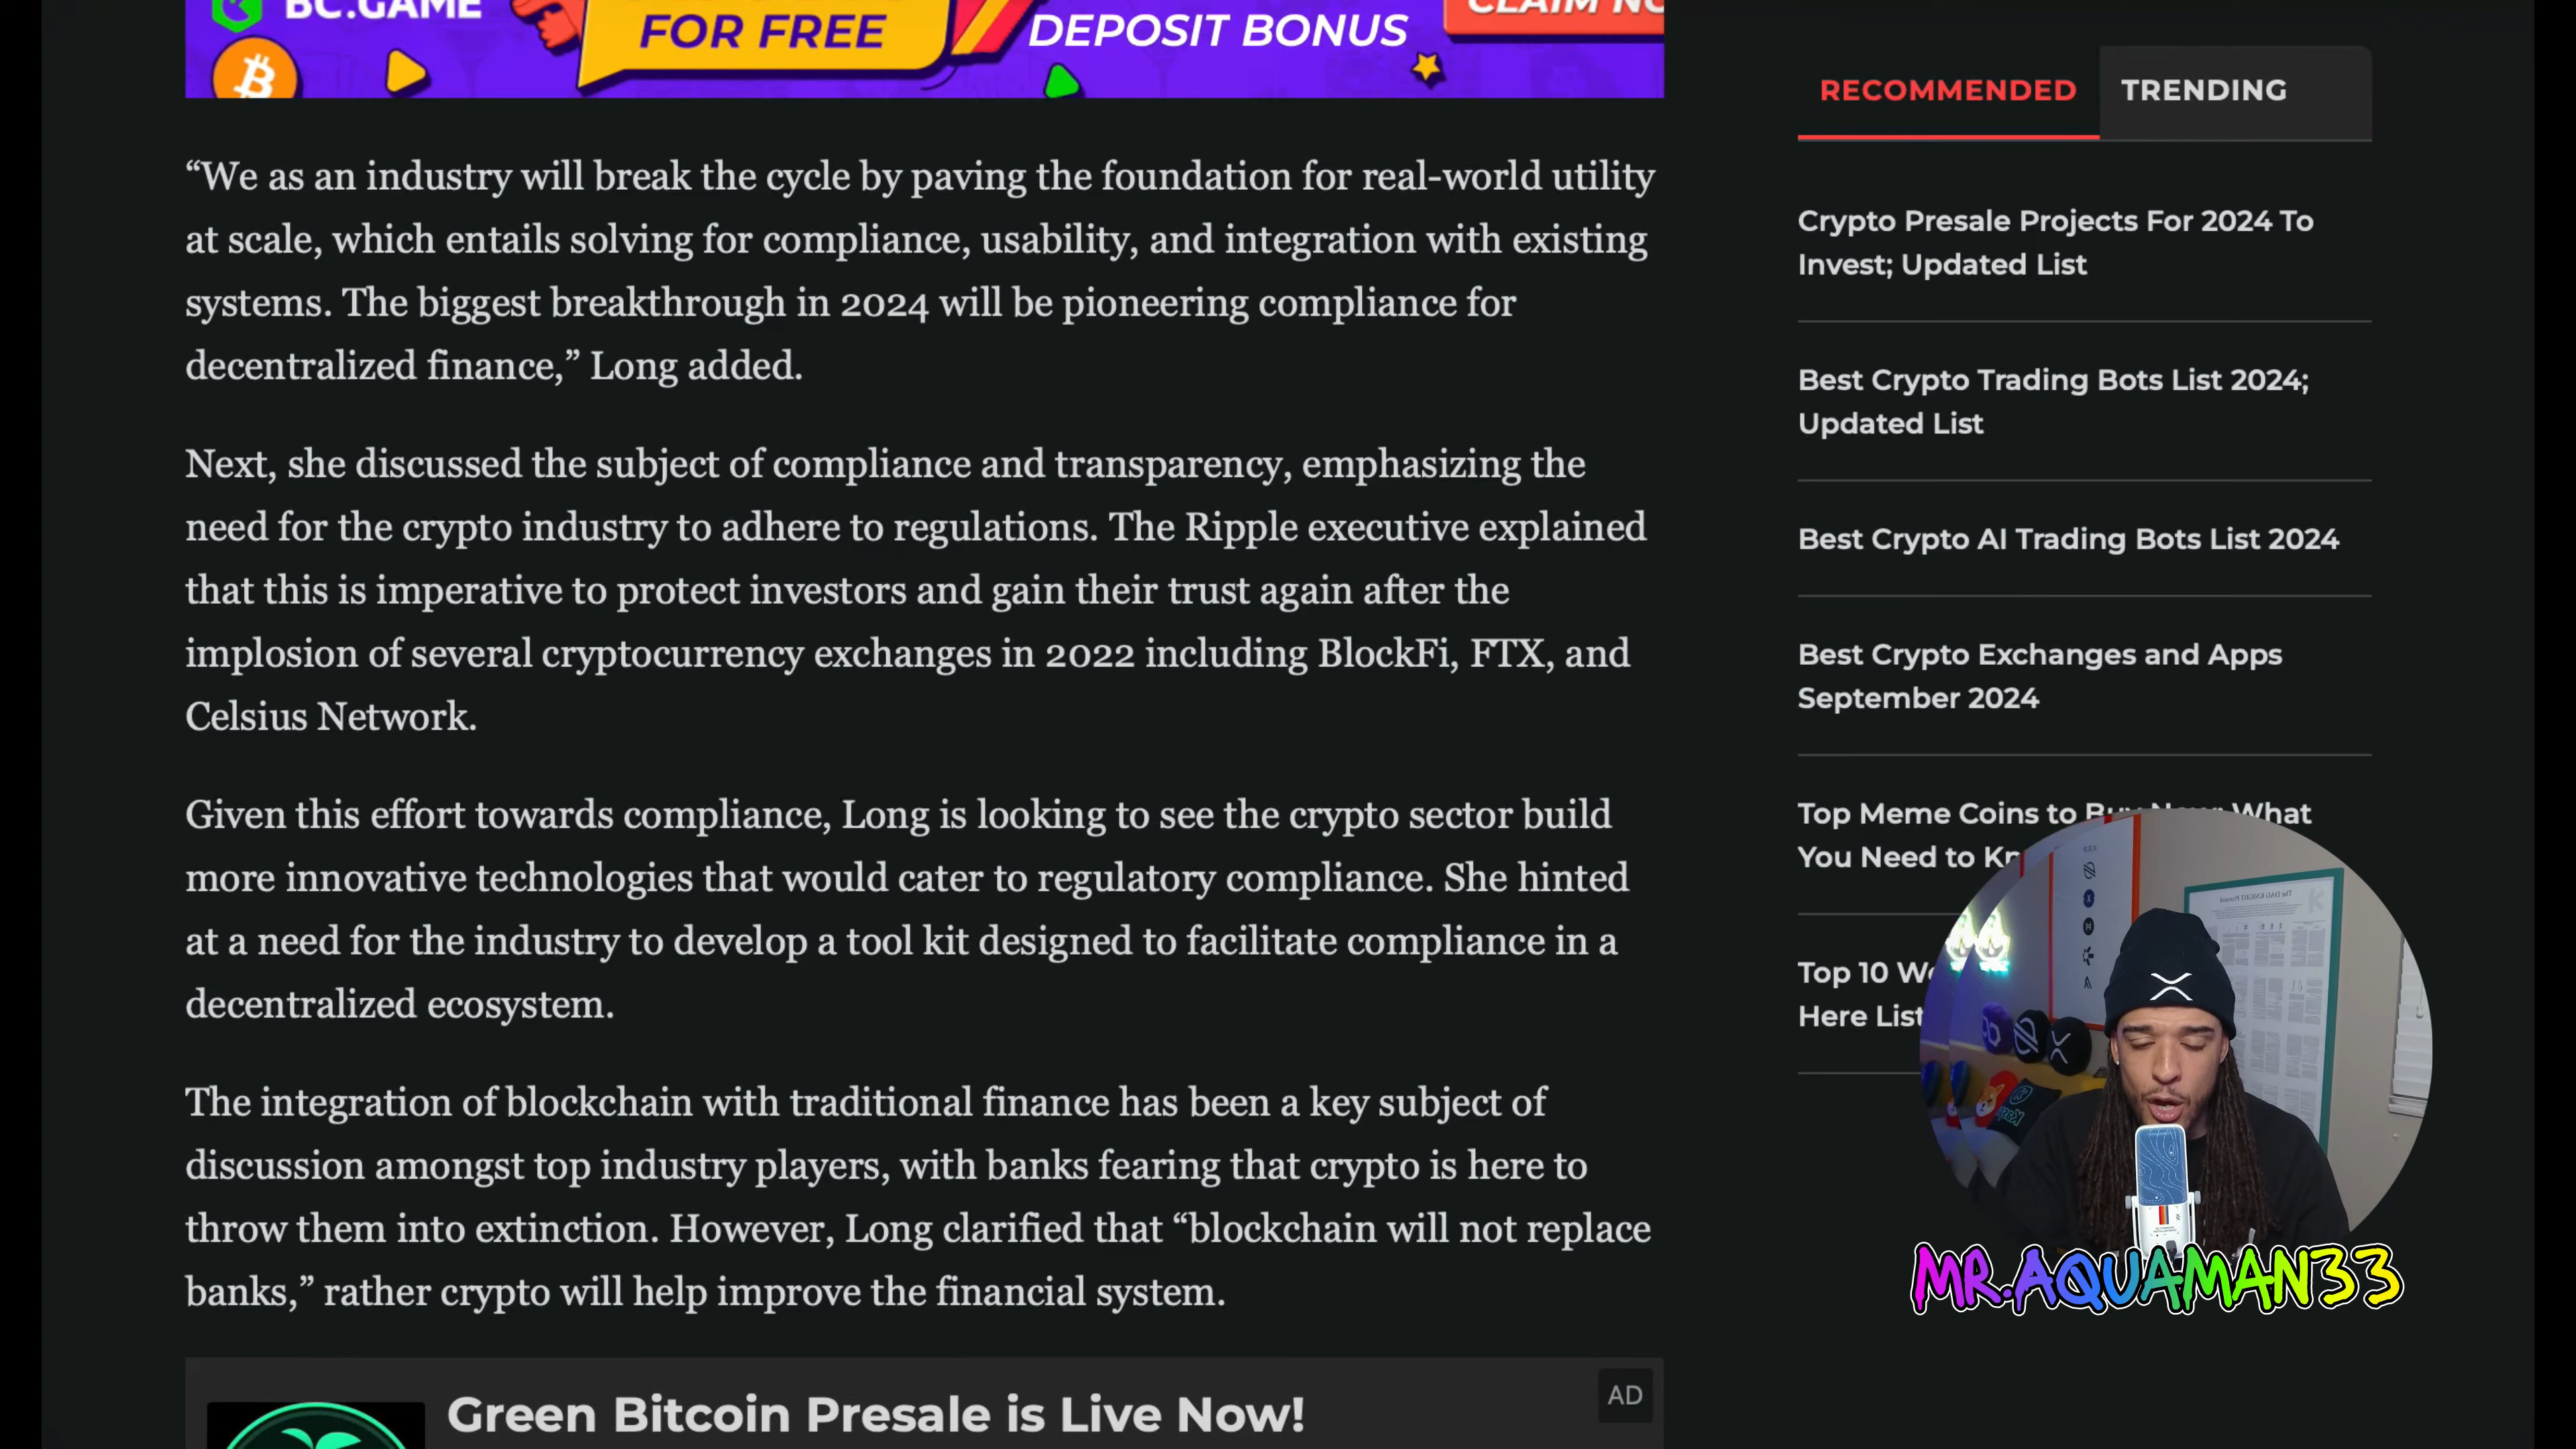 BC.GAME
FOR FREE
DEPOSIT BONUS
RECOMMENDED
TRENDING
“We as an industry will break the cycle by paving the foundation for real-world utility
at scale, which entails solving for compliance, usability, and integration with existing
systems. The biggest breakthrough in 2024 will be pioneering compliance for
decentralized finance,” Long added.
Next, she discussed the subject of compliance and transparency, emphasizing the
need for the crypto industry to adhere to regulations. The Ripple executive explained
that this is imperative to protect investors and gain their trust again after the
implosion of several cryptocurrency exchanges in 2022 including BlockFi, FTX, and
Celsius Network.
Given this effort towards compliance, Long is looking to see the crypto sector build
more innovative technologies that would cater to regulatory compliance. She hinted
at a need for the industry to develop a tool kit designed to facilitate compliance in a
decentralized ecosystem.
The integration of blockchain with traditional finance has been a key subject of
discussion amongst top industry players, with banks fearing that crypto is here to
throw them into extinction. However, Long clarified that “blockchain will not replace
banks,” rather crypto will help improve the financial system.
AD
Green Bitcoin Presale is Live Now!
Crypto Presale Projects For 2024 To
Invest; Updated List
Best Crypto Trading Bots List 2024;
Updated List
Best Crypto AI Trading Bots List 2024
Best Crypto Exchanges and Apps
September 2024
Top Meme Coins to What
You Need to
Top 10
Here List
MR.AQUAMAN33